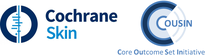 Cochrane
Skin
COUSIN
Core Outcome Set Initiative